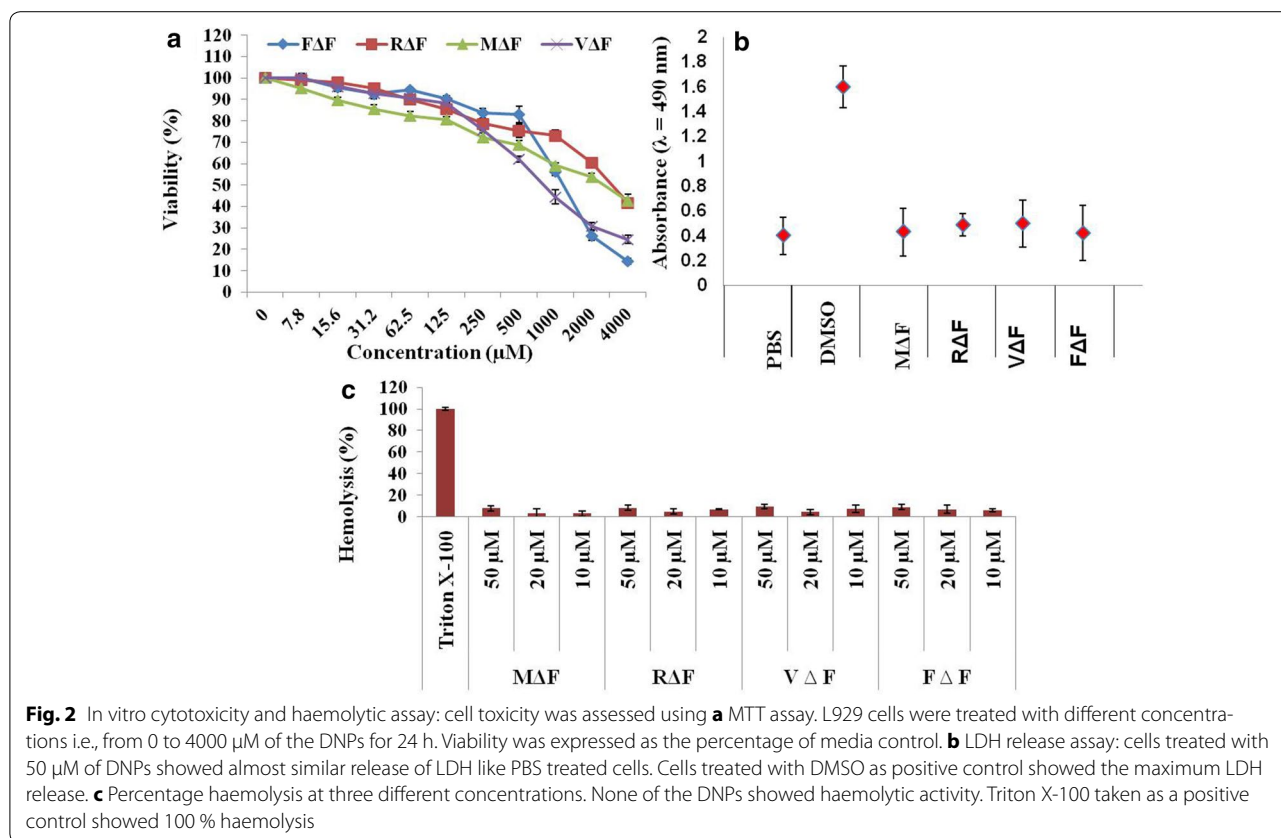 a
FΔF RΔF MΔF VΔF
120
110
100
90
80
70
60
50
40
30
20
10
0
Viability (%)
0 7.8 15.6 31.2 62.5 125 250 500 1000 2000 4000
Concentration (µM)
b
2
1.8
1.6
1.4
1.2
1
0.8
0.6
0.4
0.2
0
Absorbance (λ = 490 nm)
PBS DMSO MΔF RΔF VΔF FΔF
c
120
100
80
60
40
20
0
Hemolysis (%)
Triton X-100 50 µM 20 µM 10 µM 50 µM 20 µM 10 µM 50 µM 20 µM 10 µM 50 µM 20 µM 10 µM
MΔF RΔF V Δ F F Δ F
Fig. 2 In vitro cytotoxicity and haemolytic assay: cell toxicity was assessed using a MTT assay. L929 cells were treated with different concentra-
tions i.e., from 0 to 4000 µM of the DNPs for 24 h. Viability was expressed as the percentage of media control. b LDH release assay: cells treated with
50 µM of DNPs showed almost similar release of LDH like PBS treated cells. Cells treated with DMSO as positive control showed the maximum LDH
release. c Percentage haemolysis at three different concentrations. None of the DNPs showed haemolytic activity. Triton X-100 taken as a positive
control showed 100 % haemolysis